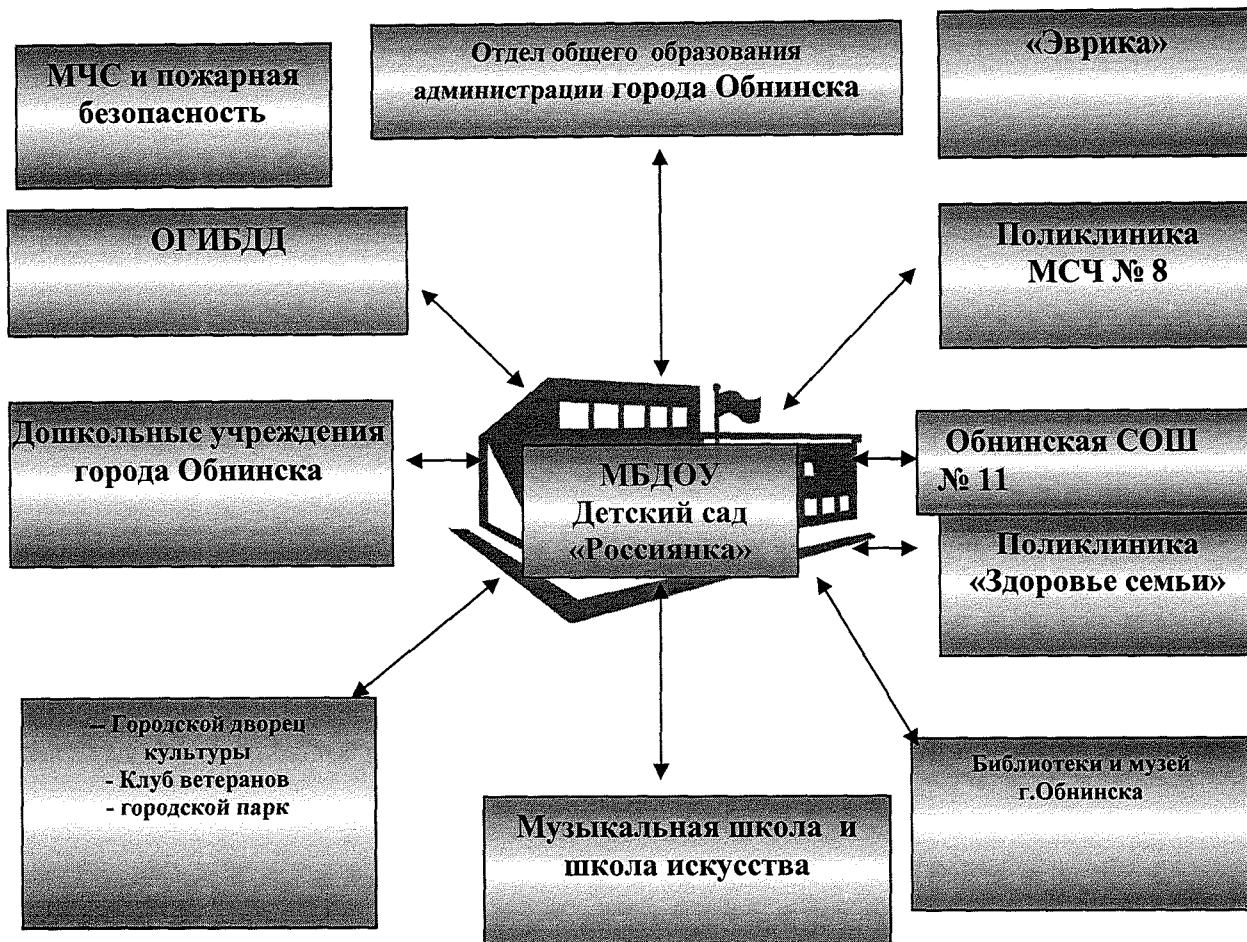 МЧС и пожарная
безопасность
Отдел общего образования
администрации города Обнинска
«Эврика»
ОГИБДД
Поликлиника
МСЧ № 8
Дошкольные учреждения
города Обнинска
МБДОУ
Детский сад
«Россиянка»
Обнинская СОШ
№ 11
Поликлиника
«Здоровье семьи»
– Городской дворец
культуры
- Клуб ветеранов
- городской парк
Музыкальная школа и
школа искусства
Библиотеки и музей
г.Обнинска